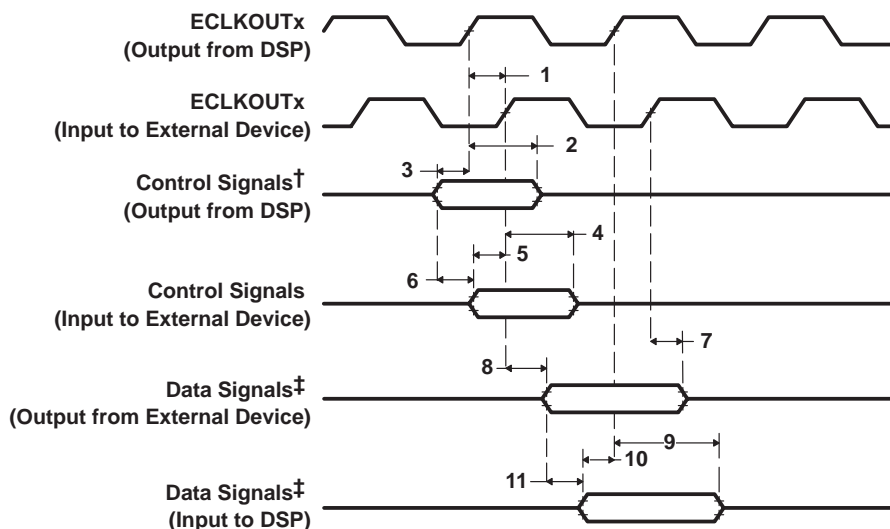 ECLKOUTx
(Output from DSP)
1
ECLKOUTx
(Input to External Device)
2
3
Control Signals†
(Output from DSP)
4
5
6
Control Signals
(Input to External Device)
7
8
Data Signals‡
(Output from External Device)
9
10
11
Data Signals‡
(Input to DSP)